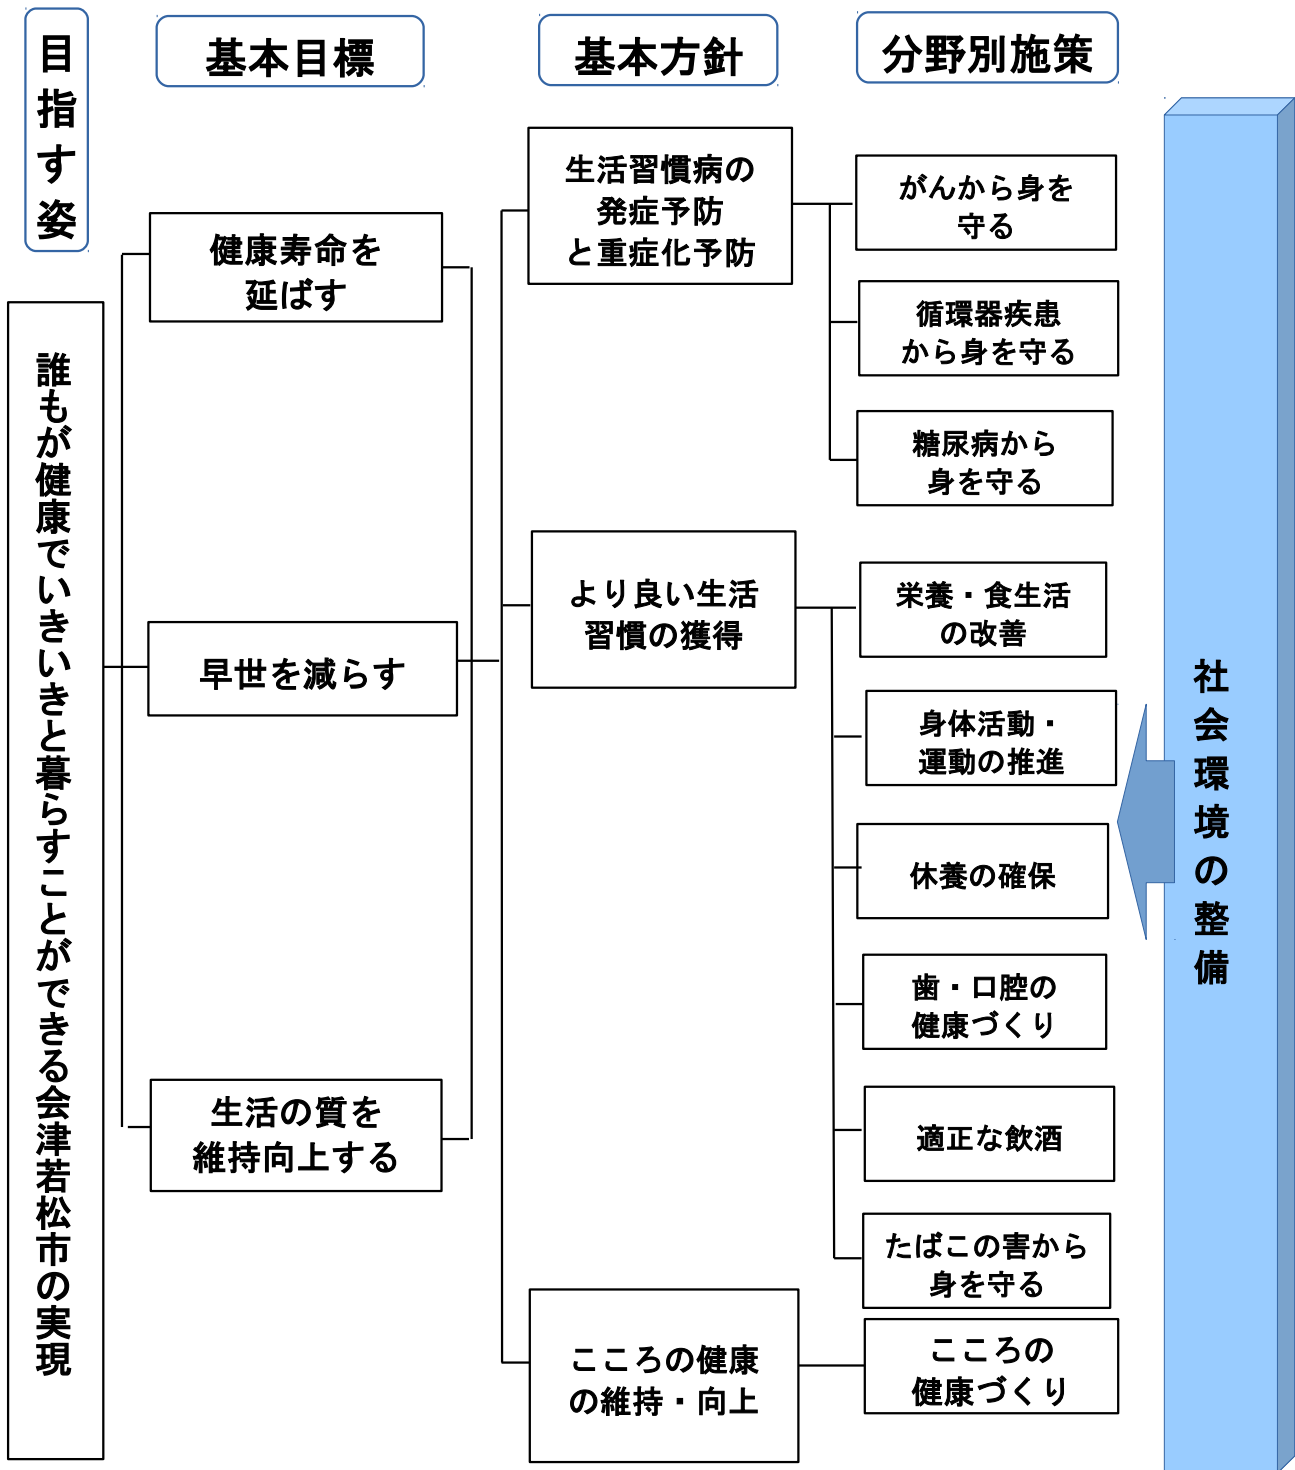 目指す姿
基本目標
基本方針
分野別施策
誰もが健康でいきいきと暮らすことができる会津若松市の実現
健康寿命を
延ばす
早世を減らす
生活の質を
維持向上する
生活習慣病の
発症予防
と重症化予防
より良い生活
習慣の獲得
こころの健康
の維持・向上
がんから身を
守る
循環器疾患
から身を守る
糖尿病から
身を守る
栄養・食生活
の改善
身体活動・
運動の推進
休養の確保
歯・口腔の
健康づくり
適正な飲酒
たばこの害から
身を守る
こころの
健康づくり
社会環境の整備